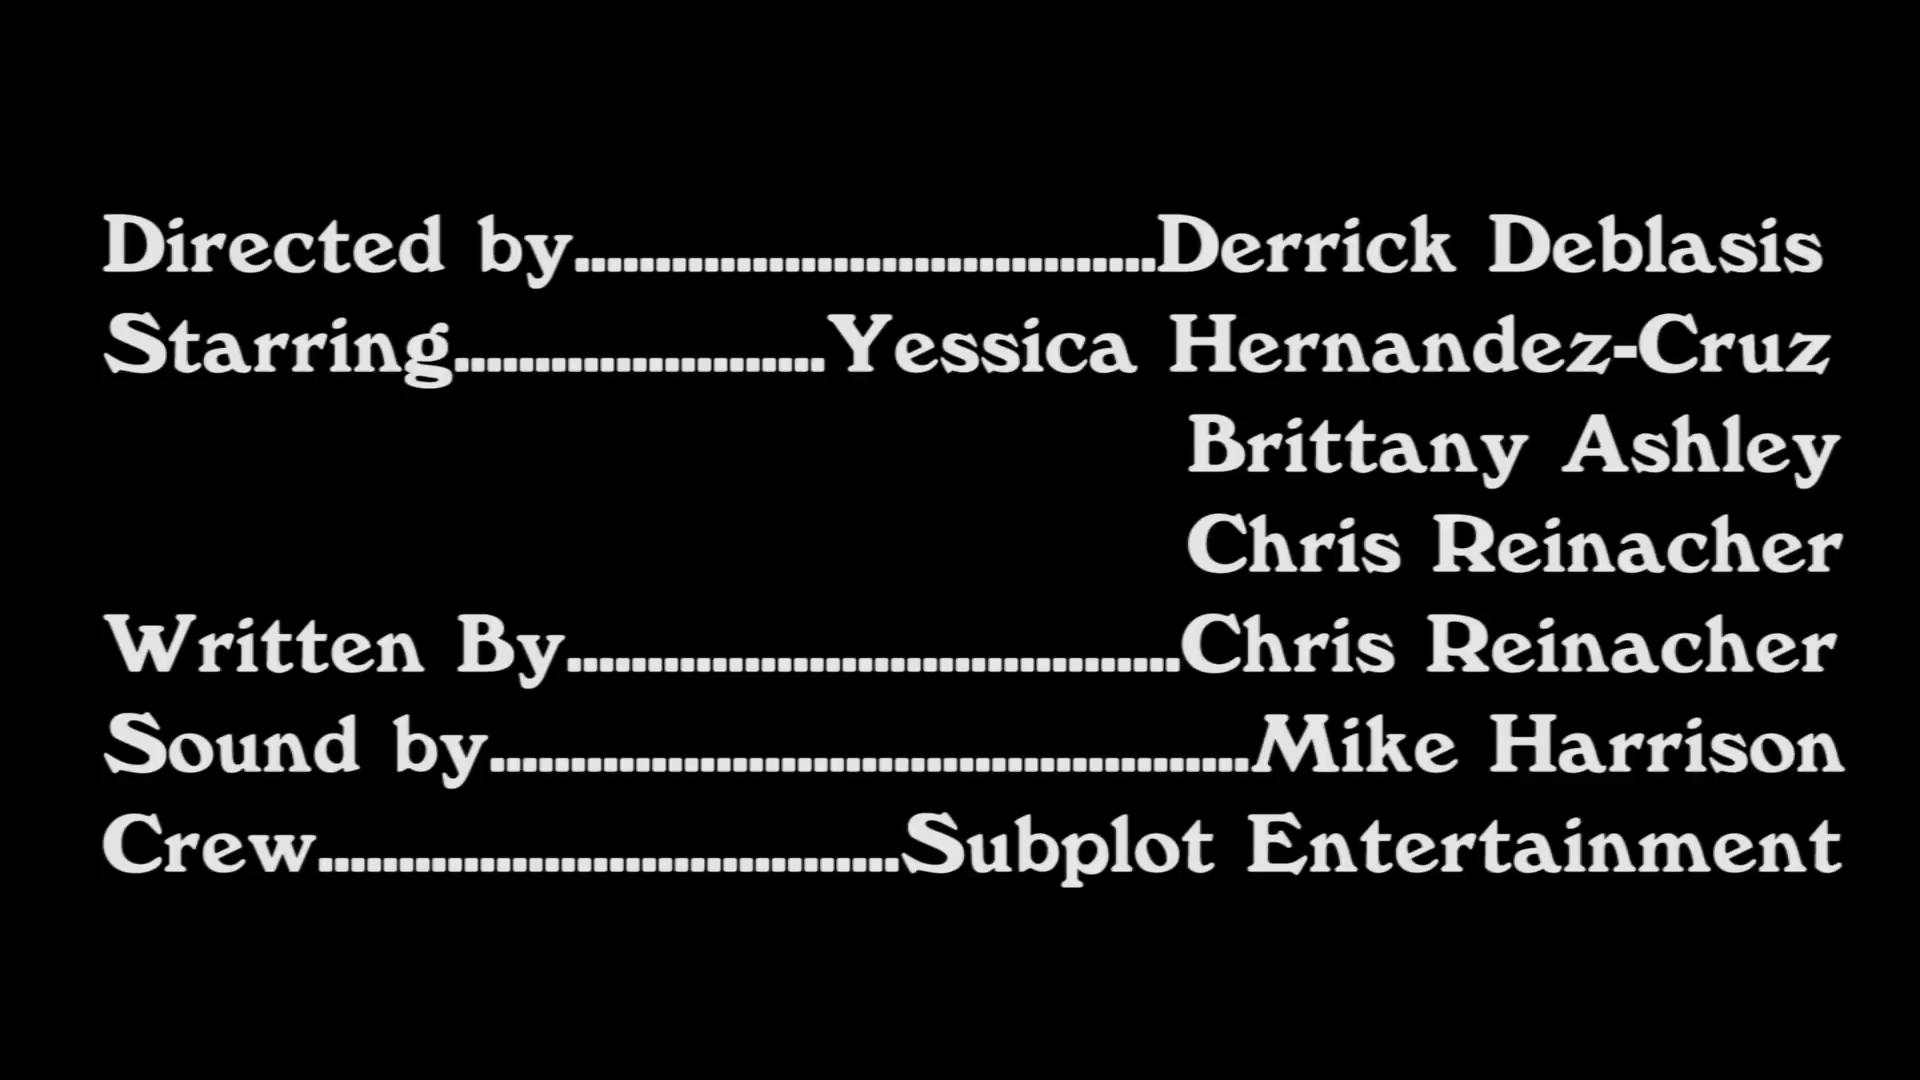 Directed by....................................Derrick Deblasis
Starring.......................Yessica Hernandez-Cruz
Brittany Ashley
Chris Reinacher
Written By......................................Chris Reinacher
Sound by...............................................Mike Harrison
Crew....................................Subplot Entertainment